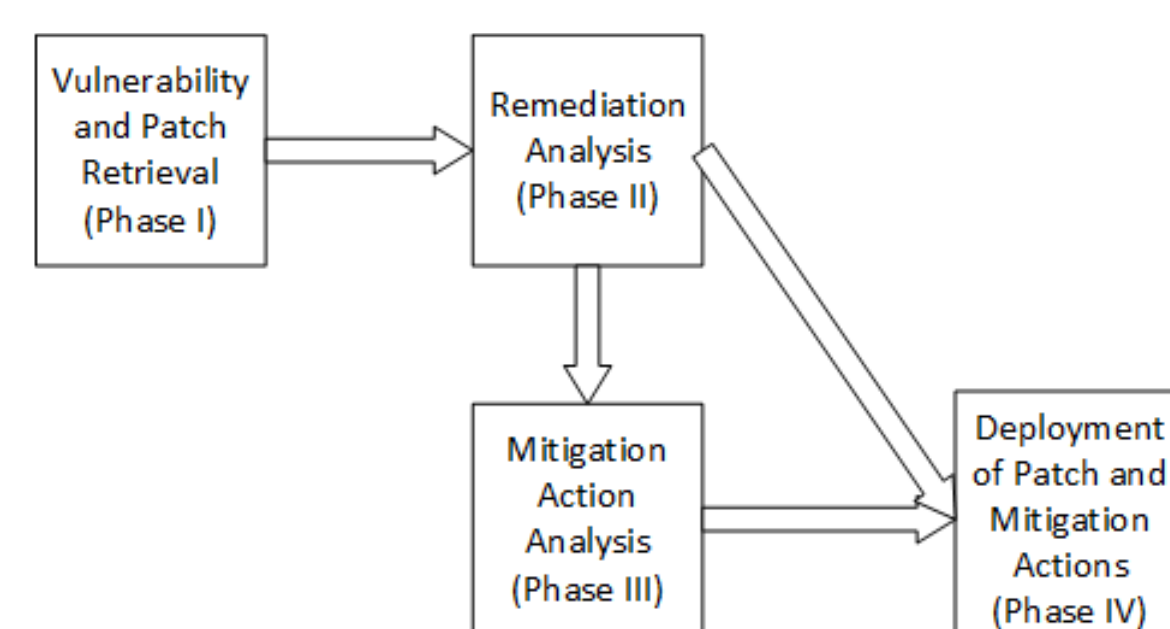 Vulnerability
and Patch
Retrieval
(Phase I)
Remediation
Analysis
(Phase II)
Mitigation
Action
Analysis
(Phase III)
Deployment
of Patch and
Mitigation
Actions
(Phase IV)